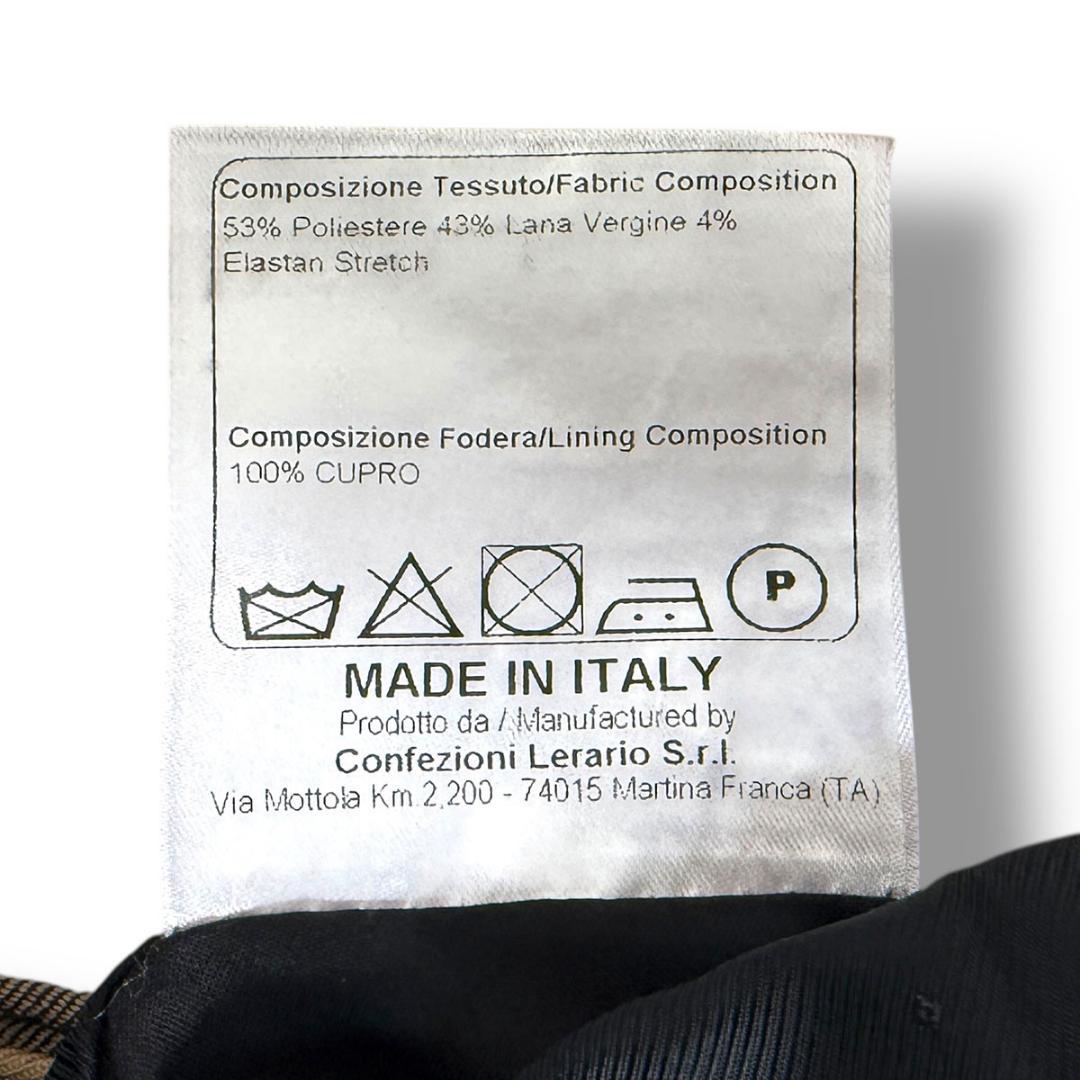 Composizione Tessuto/Fabric Composition
53% Poliestere 43% Lana Vergine 4%
Elastan Stretch
Composizione Fodera/Lining Composition
100% CUPRO
P
MADE IN ITALY
Prodotto da / Manufactured by
Confezioni Lerario S.r.l.
Via Mottola Km.2,200 - 74015 Martina Franca (TA)